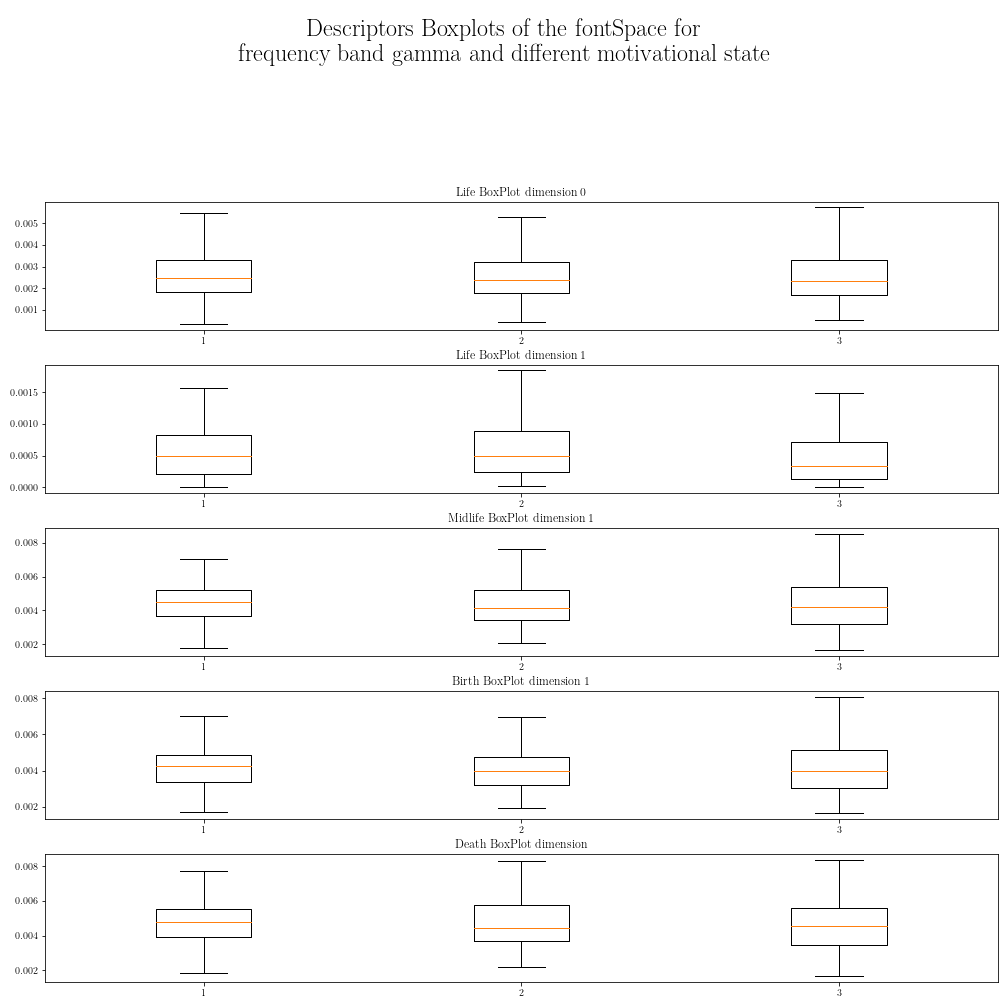 Descriptors Boxplots of the fontSpace for
frequency band gamma and different motivational state
Life BoxPlot dimension 0
0.005
0.004
0.003
0.002
0.001
1 2 3
Life BoxPlot dimension 1
0.0015
0.0010
0.0005
0.0000
1 2 3
Midlife BoxPlot dimension 1
0.008
0.006
0.004
0.002
1 2 3
Birth BoxPlot dimension 1
0.008
0.006
0.004
0.002
1 2 3
Death BoxPlot dimension
0.008
0.006
0.004
0.002
1 2 3